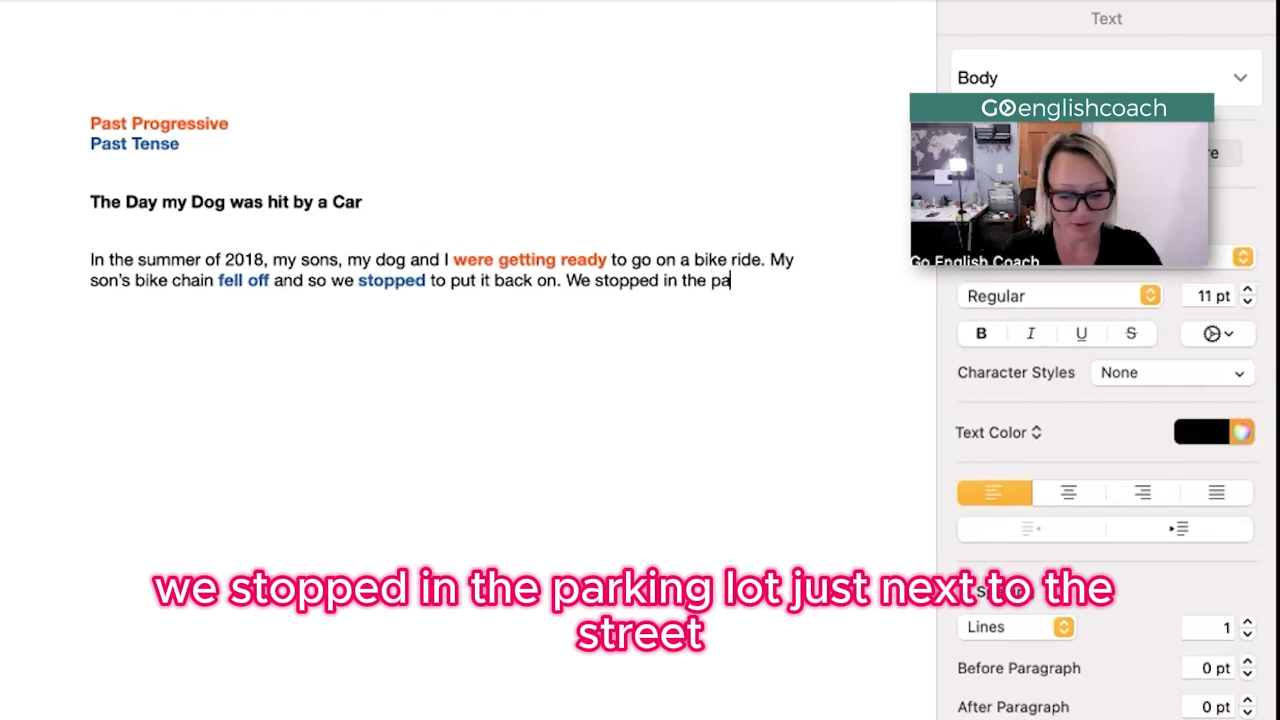 Text
Body
GO englishcoach
re
Past Progressive
Past Tense
The Day my Dog was hit by a Car
In the summer of 2018, my sons, my dog and I were getting ready to go on a bike ride. My
son's bike chain fell off and so we stopped to put it back on. We stopped in the pa
Go English Coach
Regular
11 pt
B I U S
Character Styles
None
Text Color
we stopped in the parking lot just next to the
street
Lines
1
Before Paragraph
0 pt
After Paragraph
0 pt